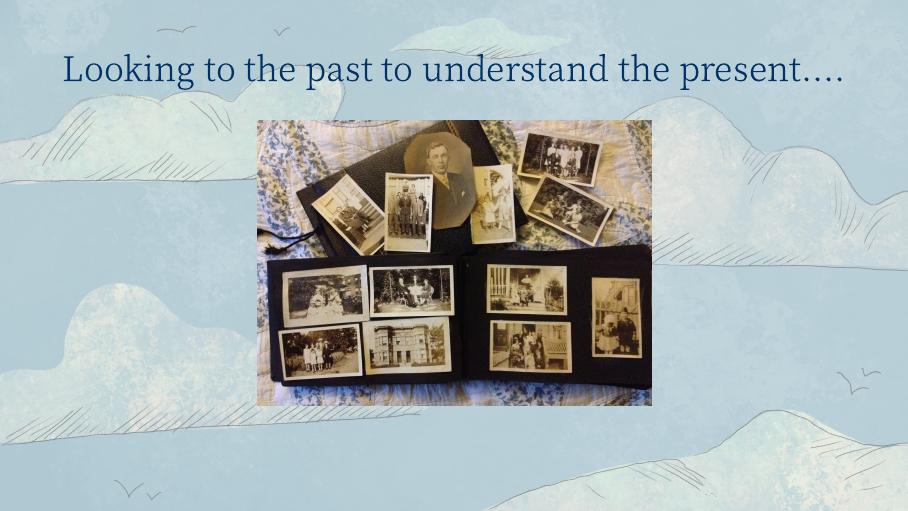 Looking to the past to understand the present....